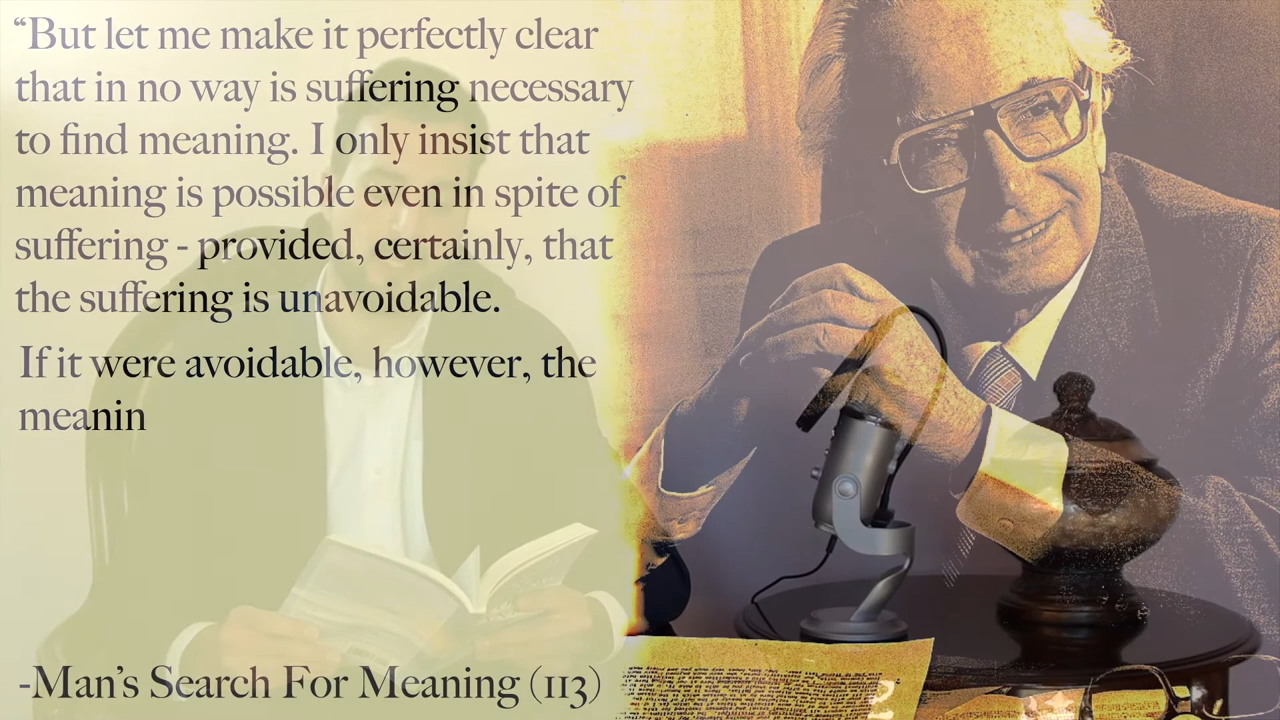 “But let me make it perfectly clear
that in no way is suffering necessary
to find meaning. I only insist that
meaning is possible even in spite of
suffering - provided, certainly, that
the suffering is unavoidable.
If it were avoidable, however, the
meanin
-Man's Search For Meaning (113)